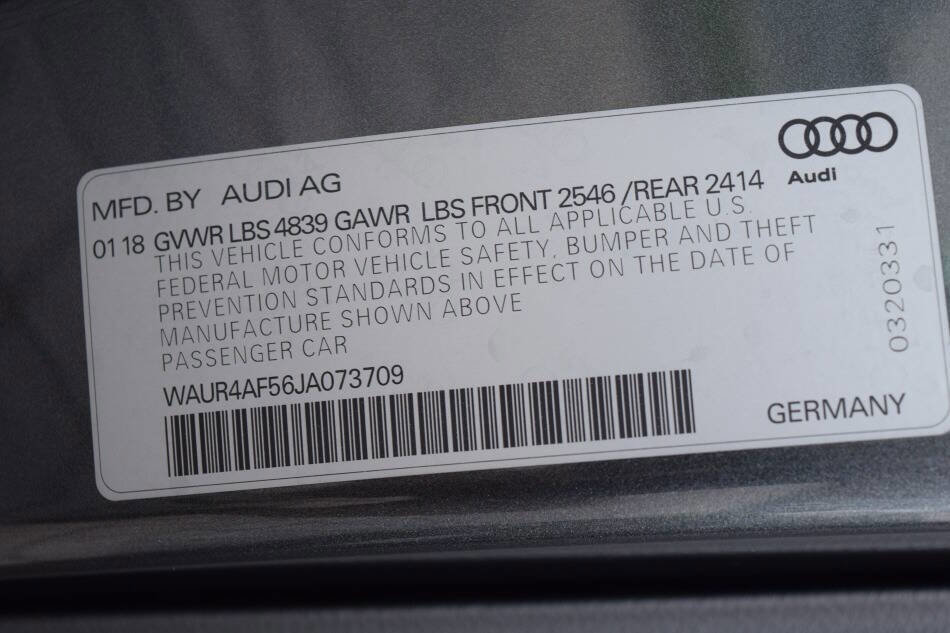 Audi
MFD. BY AUDI AG
01 18 GVWR LBS 4839 GAWR LBS FRONT 2546 /REAR 2414
THIS VEHICLE CONFORMS TO ALL APPLICABLE U.S.
FEDERAL MOTOR VEHICLE SAFETY, BUMPER AND THEFT
PREVENTION STANDARDS IN EFFECT ON THE DATE OF
MANUFACTURE SHOWN ABOVE
PASSENGER CAR
WAUR4AF56JA073709
GERMANY
0320331